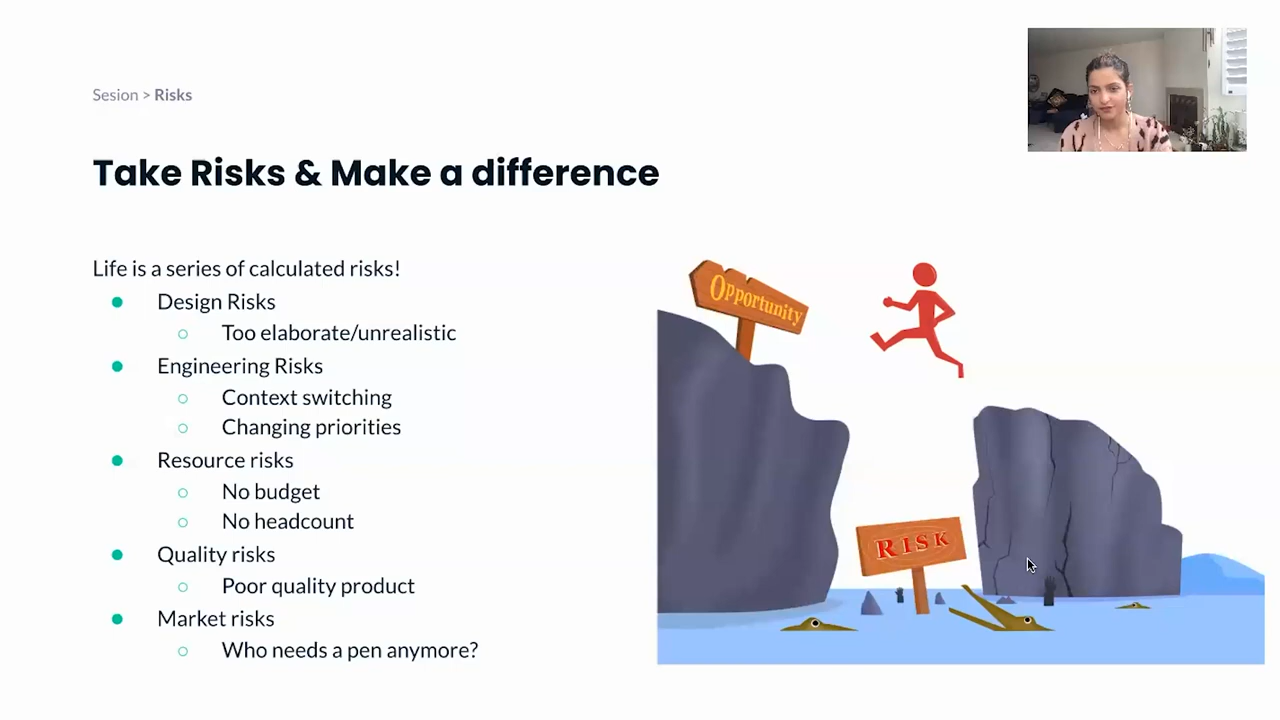 Sesion > Risks
Take Risks & Make a difference
Life is a series of calculated risks!
Design Risks
Too elaborate/unrealistic
Engineering Risks
Context switching
Changing priorities
Resource risks
No budget
No headcount
Quality risks
Poor quality product
Market risks
Who needs a pen anymore?
Opportunity
RISK